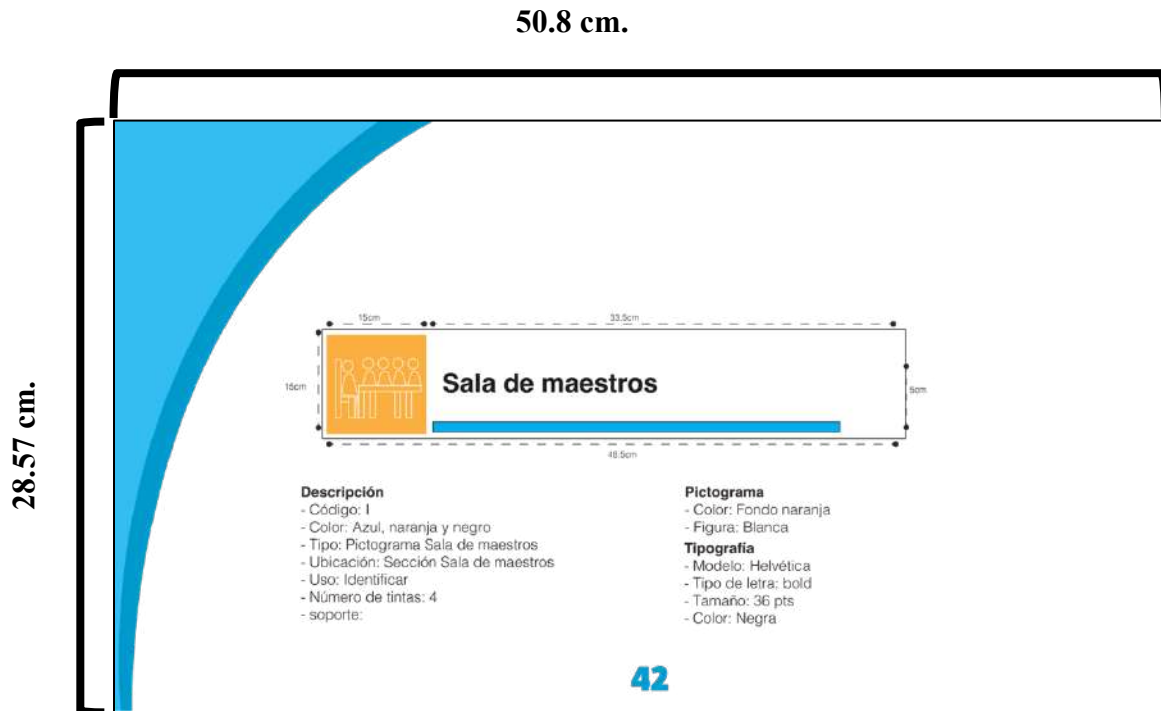 50.8 cm.
28.57 cm.
15cm
33.5cm
15cm
Sala de maestros
5cm
48.5cm
Descripción
- Código: I
- Color: Azul, naranja y negro
- Tipo: Pictograma Sala de maestros
- Ubicación: Sección Sala de maestros
- Uso: Identificar
- Número de tintas: 4
- soporte:
Pictograma
- Color: Fondo naranja
- Figura: Blanca
Tipografía
- Modelo: Helvética
- Tipo de letra: bold
- Tamaño: 36 pts
- Color: Negra
42